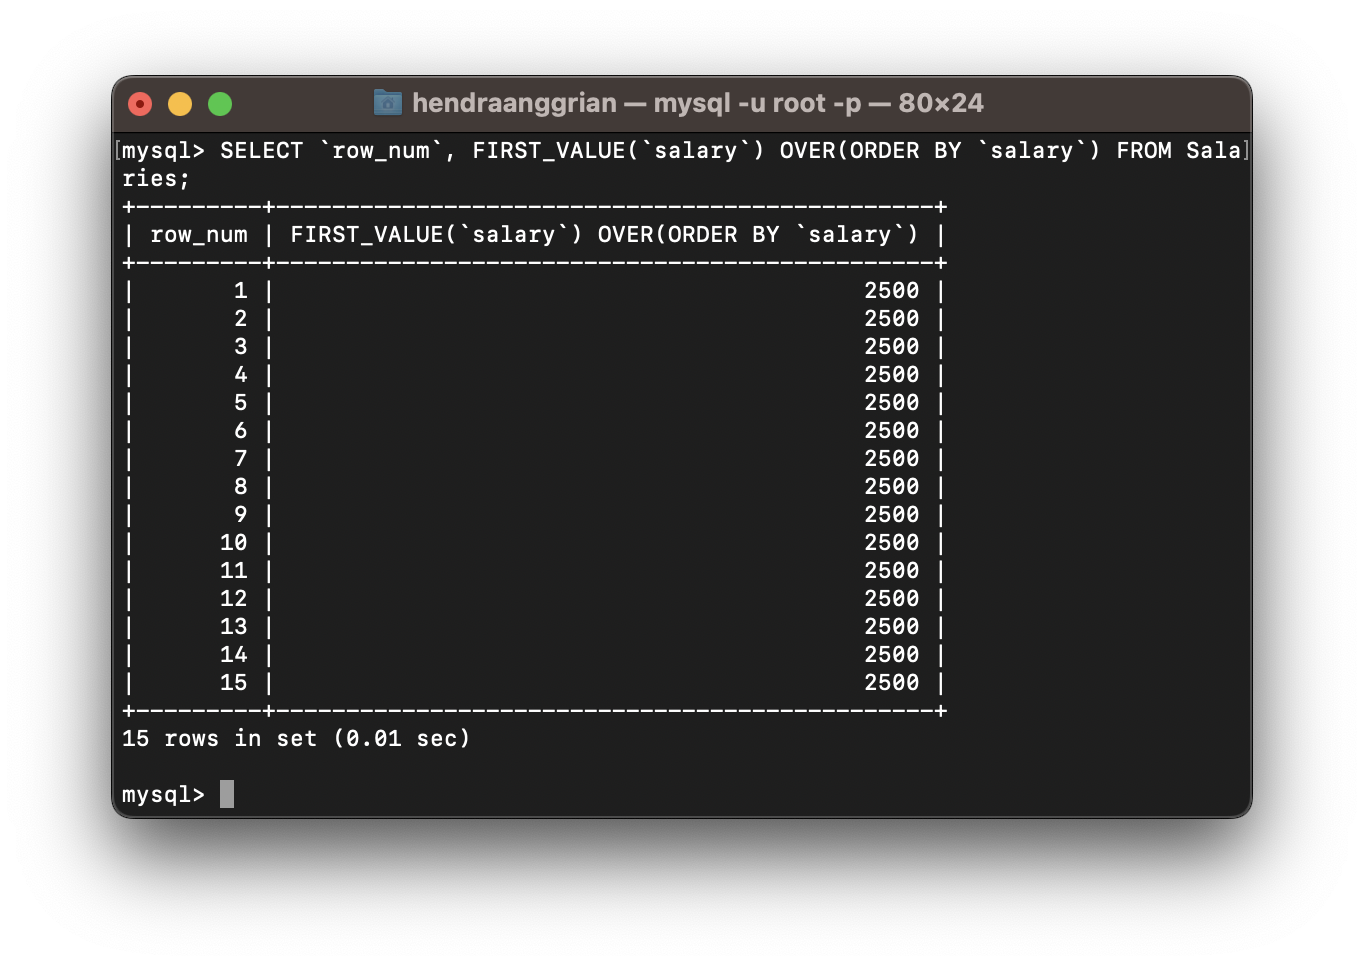 hendraanggrian — mysql -u root -p — 80×24
mysql> SELECT `row_num`, FIRST_VALUE(`salary`) OVER(ORDER BY `salary`) FROM Sala
ries;
+---------+-----------------------------------------------+
| row_num | FIRST_VALUE(`salary`) OVER(ORDER BY `salary`) |
+---------+-----------------------------------------------+
|       1 |                                          2500 |
|       2 |                                          2500 |
|       3 |                                          2500 |
|       4 |                                          2500 |
|       5 |                                          2500 |
|       6 |                                          2500 |
|       7 |                                          2500 |
|       8 |                                          2500 |
|       9 |                                          2500 |
|      10 |                                          2500 |
|      11 |                                          2500 |
|      12 |                                          2500 |
|      13 |                                          2500 |
|      14 |                                          2500 |
|      15 |                                          2500 |
+---------+-----------------------------------------------+
15 rows in set (0.01 sec)
mysql>